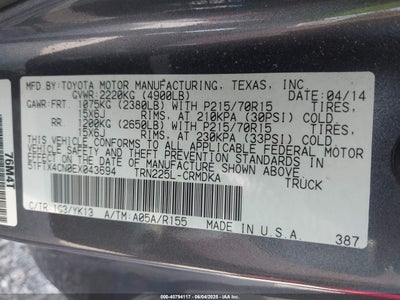 MFD.BY:TOYOTA MOTOR MANUFACTURING, TEXAS, INC.
GVWR:2220KG (4900LB) 04/14
GAWR:FRT 1075KG (2380LB) WITH P215/70R15 TIRES,
15X6J RIMS, AT 210KPA (30PSI) COLD
RR 1200KG (2650LB) WITH P215/70R15 TIRES,
15X6J RIMS, AT 230KPA (33PSI) COLD
THIS VEHICLE CONFORMS TO ALL APPLICABLE FEDERAL
MOTOR VEHICLE SAFETY, BUMPER, AND THEFT PREVENTION
STANDARDS IN EFFECT ON THE DATE OF MANUFACTURE
SHOWN ABOVE.
5TFTX4CN0EX043694 TRN225L-CRMDKA TRUCK
C/TR:1G3/YK13 A/TM:A05A/R155
MADE IN U.S.A. 387
76M4T
IN: 40794117 - 06/04/2025 - IAA